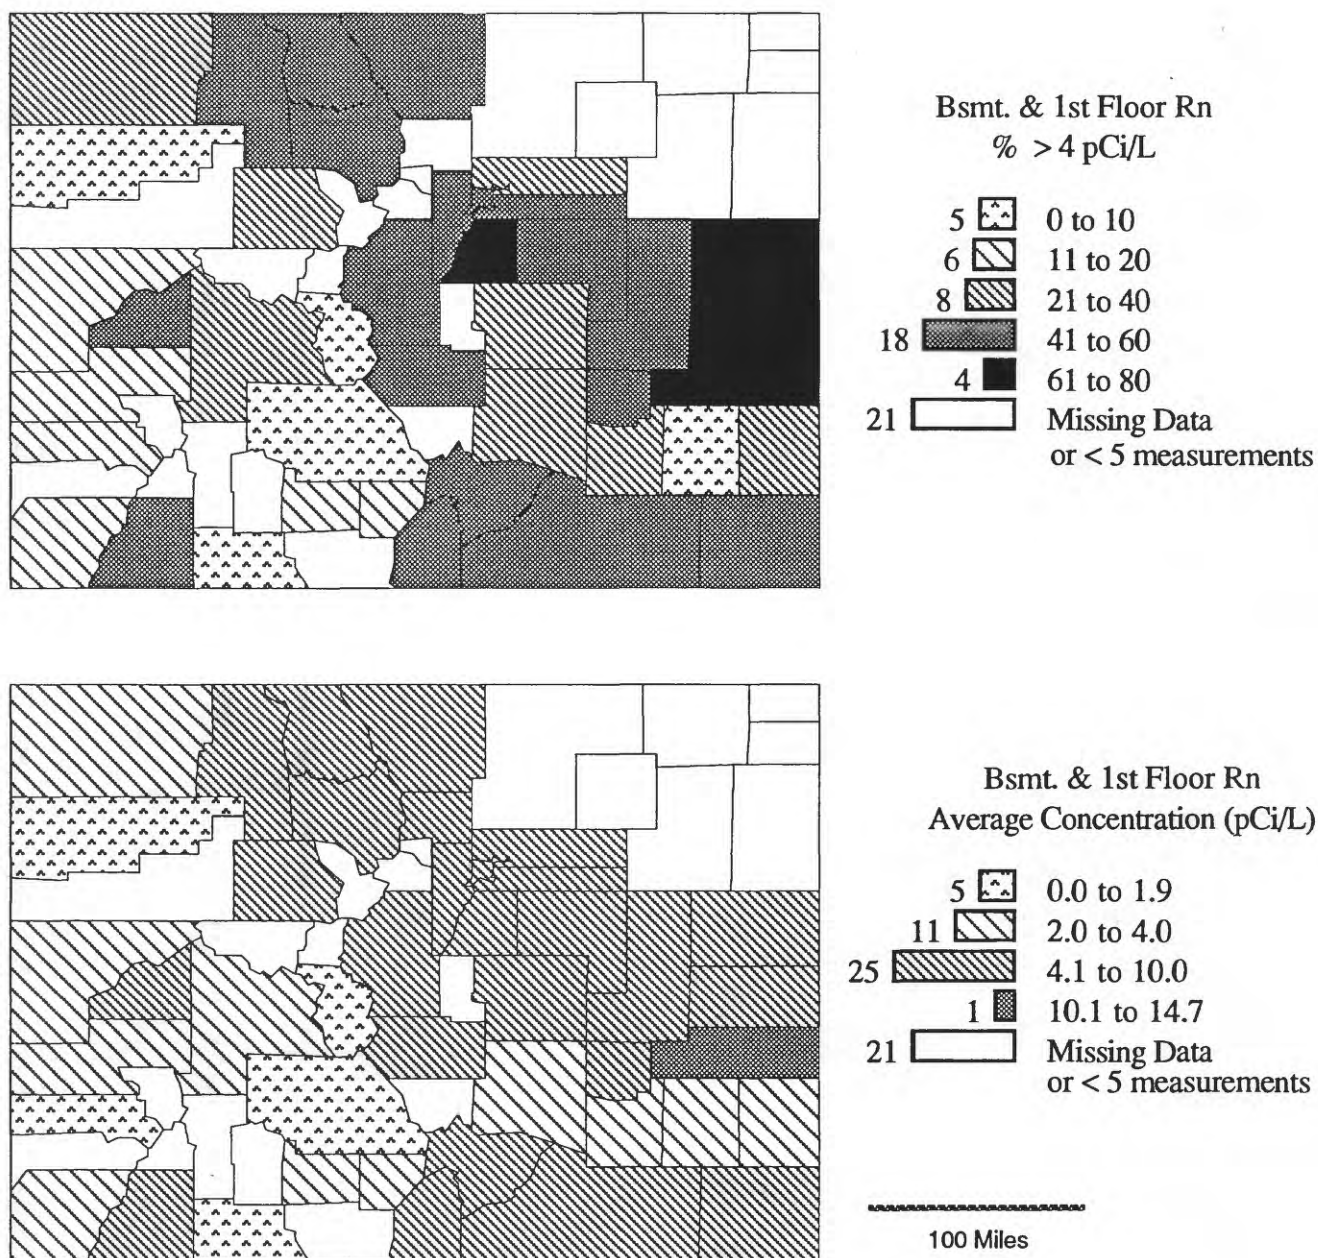 Bsmt. & 1st Floor Rn
% > 4 pCi/L
5 0 to 10
6 11 to 20
8 21 to 40
18 41 to 60
4 61 to 80
21 Missing Data
or < 5 measurements
Bsmt. & 1st Floor Rn
Average Concentration (pCi/L)
5 0.0 to 1.9
11 2.0 to 4.0
25 4.1 to 10.0
1 10.1 to 14.7
21 Missing Data
or < 5 measurements
100 Miles